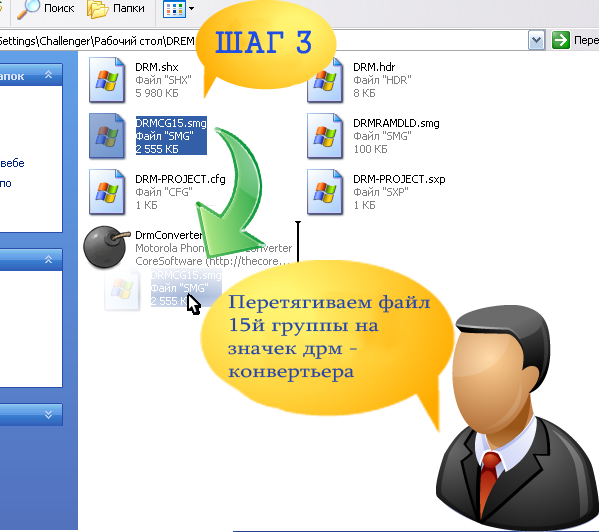 Поиск
Папки
Settings\Challenger\Рабочий стол\DREM
Пере
ШАГ 3
апок
вебе
по
DRM.shx
Файл "SHX"
5 980 КБ
DRM.hdr
Файл "HDR"
8 КБ
DRMCG15.smg
Файл "SMG"
2 555 КБ
DRMRAMDLD.smg
Файл "SMG"
100 КБ
DRM-PROJECT.cfg
Файл "CFG"
1 КБ
DRM-PROJECT.sxp
Файл "SXP"
1 КБ
DrmConverter
Motorola Phon
onverter
CoreSoftware (http://thecore...
DRMCG15.smg
Файл "SMG"
2 555 КБ
Перетягиваем файл
15й группы на
значек дрм -
конвертьера